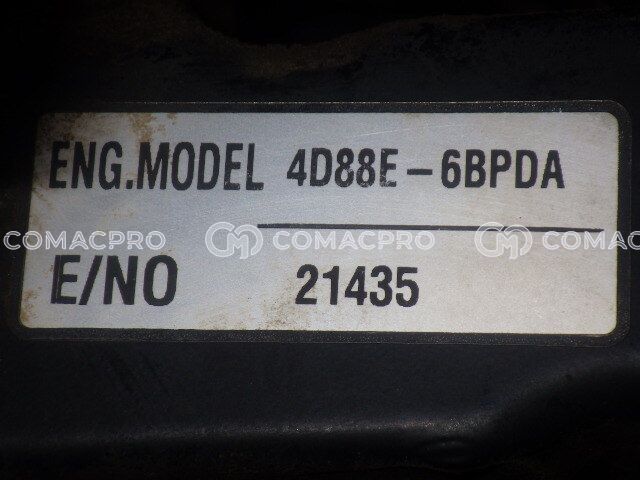 ENG.MODEL 4D88E-6BPDA
COMACPRO COMACPRO COMACPRO
E/NO 21435